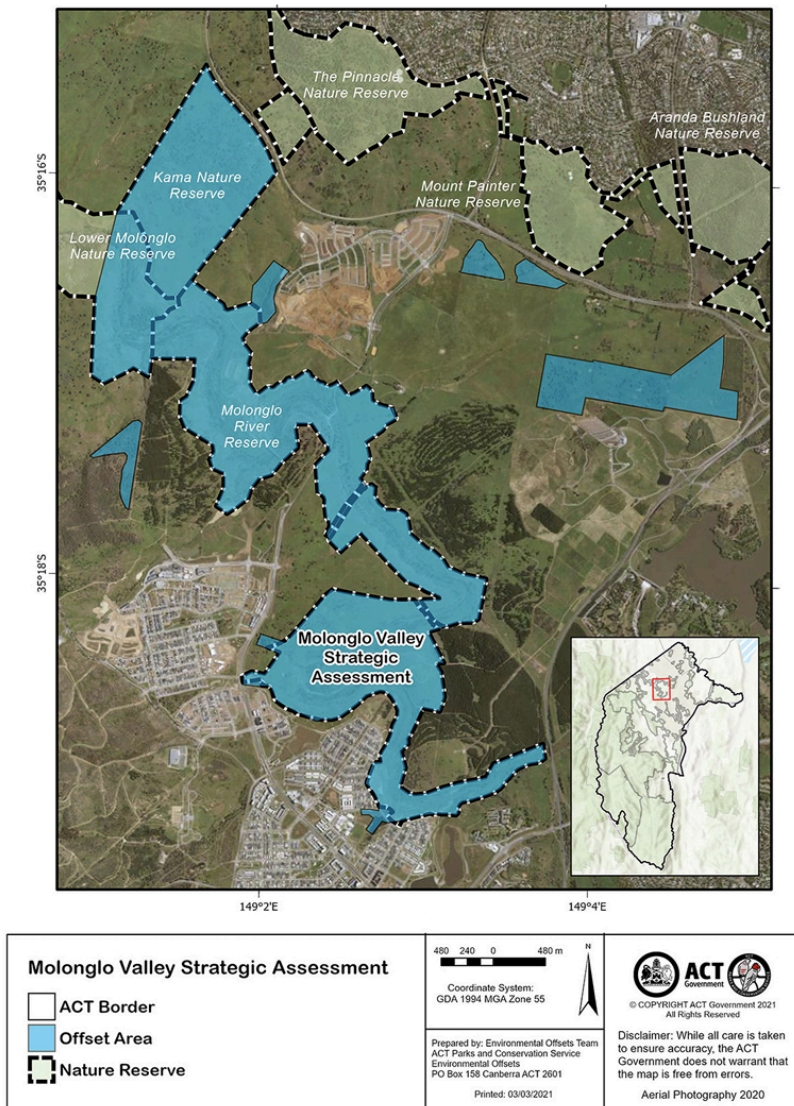 The Pinnacle
Nature Reserve
Aranda Bushland
Nature Reserve
35°16'S
Kama Nature
Reserve
Mount Painter
Nature Reserve
Lower Molonglo
Nature Reserve
Molonglo
River
Reserve
35°18'S
Molonglo Valley
Strategic
Assessment
149°2'E
149°4'E
Molonglo Valley Strategic Assessment
ACT Border
Offset Area
Nature Reserve
480 240 0 480 m
N
Coordinate System:
GDA 1994 MGA Zone 55
Prepared by: Environmental Offsets Team
ACT Parks and Conservation Service
Environmental Offsets
PO Box 158 Canberra ACT 2601
Printed: 03/03/2021
ACT
Government
© COPYRIGHT ACT Government 2021
All Rights Reserved
Disclaimer: While all care is taken
to ensure accuracy, the ACT
Government does not warrant that
the map is free from errors.
Aerial Photography 2020